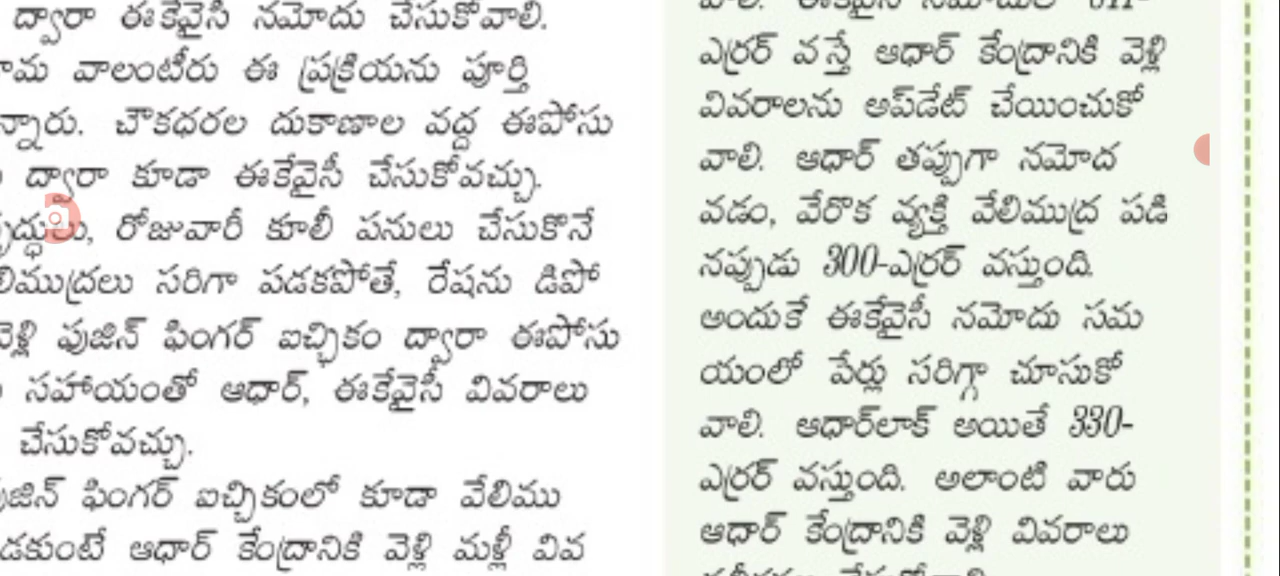 ద్వారా ఈకేవైసీ నమోదు చేసుకోవాలి.
వాలంటీరు ఈ ప్రక్రియను పూర్తి
చౌకధరల దుకాణాల వద్ద ఈపోసు
ద్వారా కూడా ఈకేవైసీ చేసుకోవచ్చు.
రోజువారీ కూలీ పనులు చేసుకొనే
సరిగా పడకపోతే, రేషను డిపో
ఫుజిన్ ఫింగర్ ఐచ్ఛికం ద్వారా ఈపోసు
సహాయంతో ఆధార్, ఈకేవైసీ వివరాలు
చేసుకోవచ్చు.
ఫింగర్ ఐచ్ఛికంలో కూడా వేలిము
ఆధార్ కేంద్రానికి వెళ్లి మళ్లీ వివ
ఎర్రర్ వస్తే ఆధార్ కేంద్రానికి వెళ్లి
వివరాలను అప్‌డేట్ చేయించుకో
వాలి. ఆధార్ తప్పుగా నమోద
వడం, వేరొక వ్యక్తి వేలిముద్ర పడి
నప్పుడు 300-ఎర్రర్ వస్తుంది.
అందుకే ఈకేవైసీ నమోదు సమ
యంలో పేర్లు సరిగ్గా చూసుకో
వాలి. ఆధార్‌లాక్ అయితే 330-
ఎర్రర్ వస్తుంది. అలాంటి వారు
ఆధార్ కేంద్రానికి వెళ్లి వివరాలు